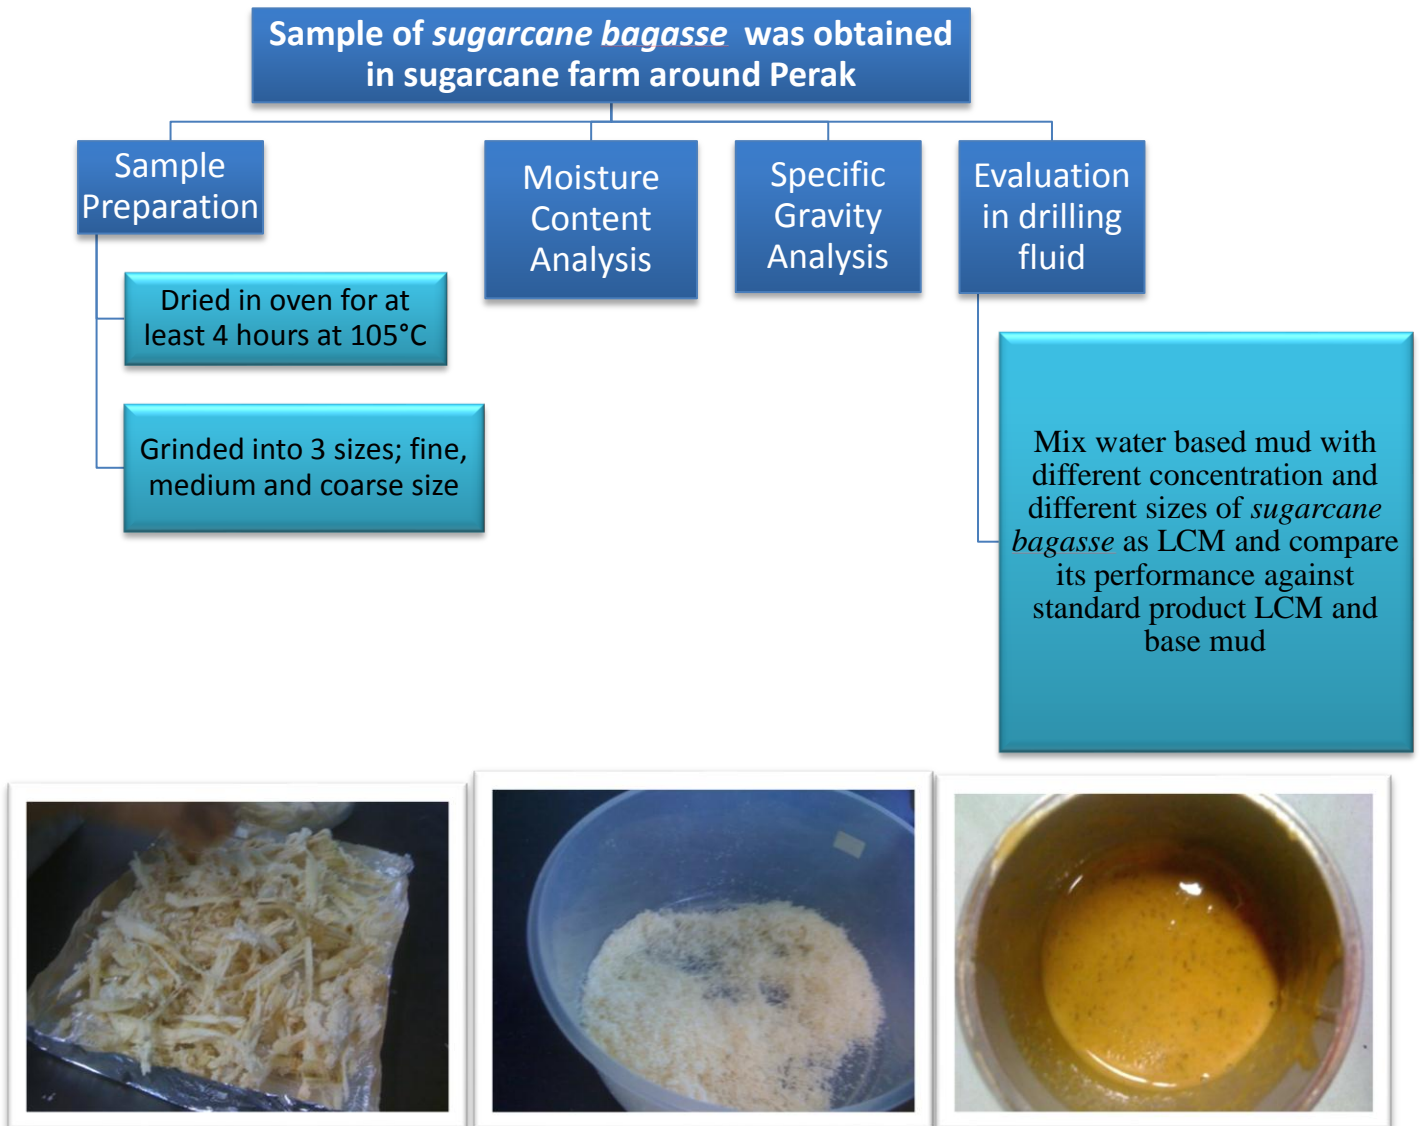 Sample of sugarcane bagasse was obtained
in sugarcane farm around Perak
Sample
Preparation
Dried in oven for at
least 4 hours at 105°C
Grinded into 3 sizes; fine,
medium and coarse size
Moisture
Content
Analysis
Specific
Gravity
Analysis
Evaluation
in drilling
fluid
Mix water based mud with
different concentration and
different sizes of sugarcane
bagasse as LCM and compare
its performance against
standard product LCM and
base mud